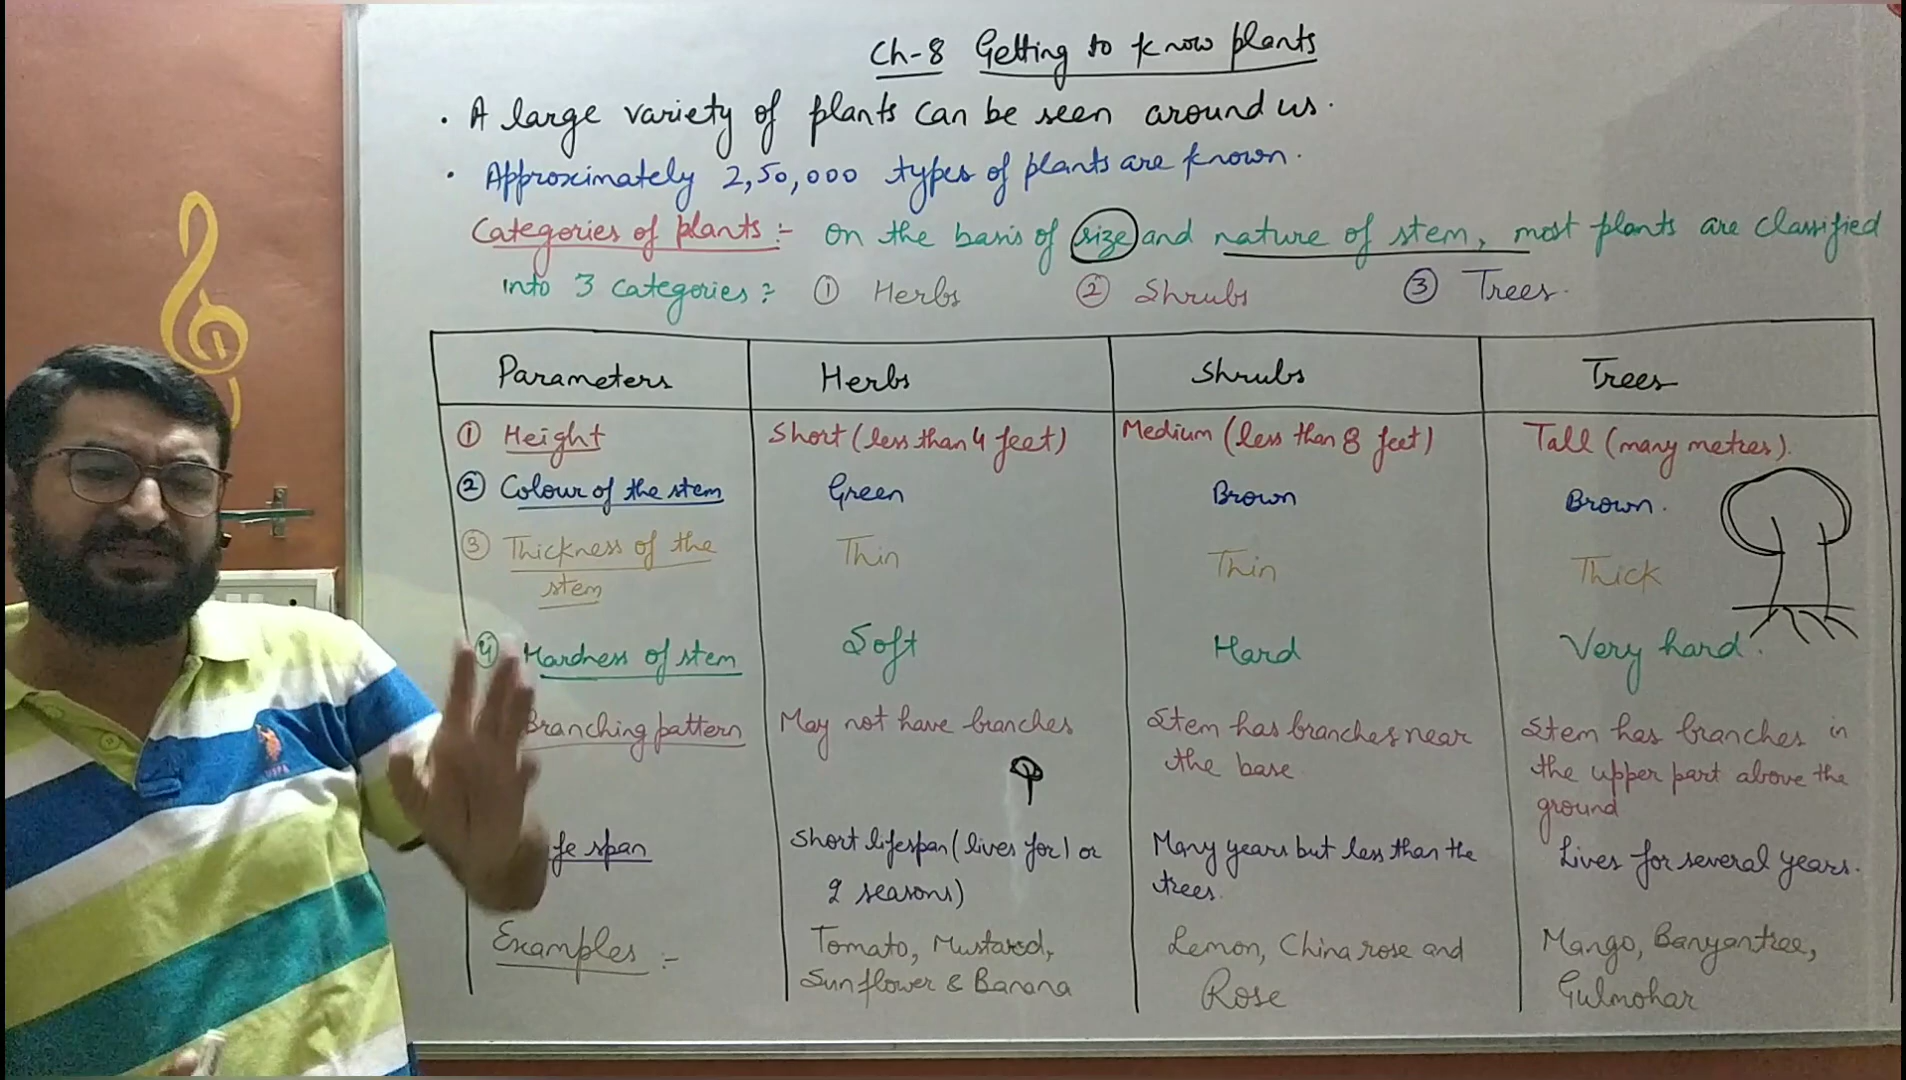 Ch-8 Getting to know plants
. A large variety of plants can be seen around us.
. Approximately 2,50,000 types of plants are known.
Categories of plants :- On the basis of size and nature of stem, most plants are classified
into 3 categories :- ① Herbs ② Shrubs ③ Trees.
Parameters Herbs Shrubs Trees
① Height Short (less than 4 feet) Medium (less than 8 feet) Tall (many metres).
② Colour of the stem Green Brown Brown.
③ Thickness of the Thin Thin Thick
stem
④ Hardness of stem Soft Hard Very hard.
Branching pattern May not have branches Stem has branches near Stem has branches in
the base the upper part above the
ground
fe span Short lifespan (lives for 1 or Many years but less than the Lives for several years.
2 seasons) trees.
Examples :- Tomato, Mustard, Lemon, China rose and Mango, Banyantree,
Sunflower & Banana Rose Gulmohar
USPA